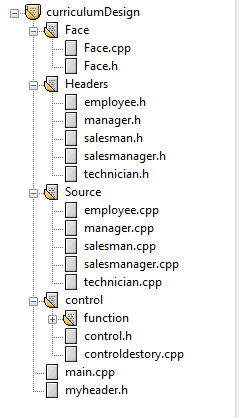 curriculumDesign
Face
Face.cpp
Face.h
Headers
employee.h
manager.h
salesman.h
salesmanager.h
technician.h
Source
employee.cpp
manager.cpp
salesman.cpp
salesmanager.cpp
technician.cpp
control
function
control.h
controldestory.cpp
main.cpp
myheader.h